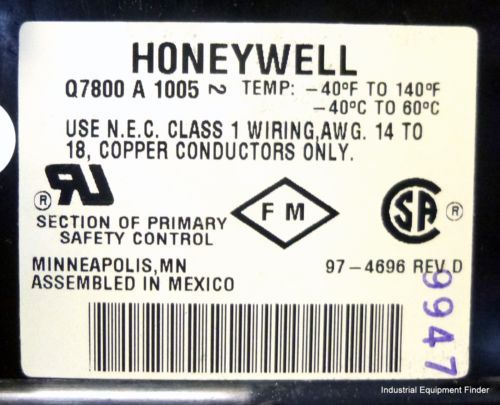 HONEYWELL
Q7800 A 1005 2 TEMP: -40°F TO 140°F
-40°C TO 60°C
USE N.E.C. CLASS 1 WIRING,AWG. 14 TO
18, COPPER CONDUCTORS ONLY.
® UR
SECTION OF PRIMARY
SAFETY CONTROL
F M
SA ®
MINNEAPOLIS,MN
ASSEMBLED IN MEXICO
97-4696 REV.D
9947
Industrial Equipment Finder